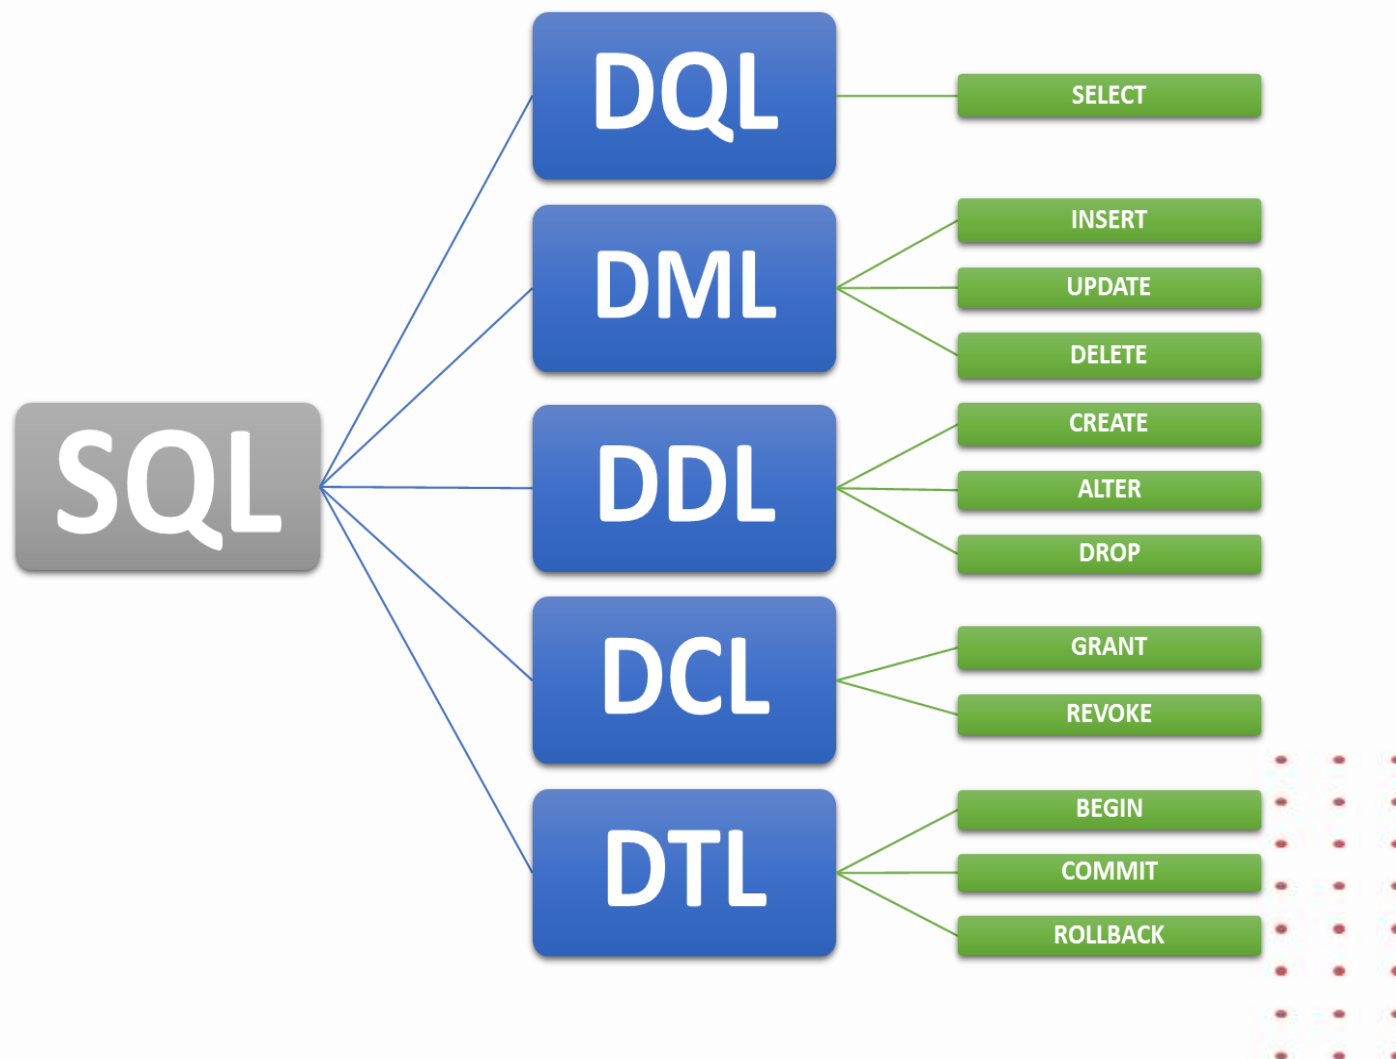 SQL
DQL
SELECT
DML
INSERT
UPDATE
DELETE
DDL
CREATE
ALTER
DROP
DCL
GRANT
REVOKE
DTL
BEGIN
COMMIT
ROLLBACK